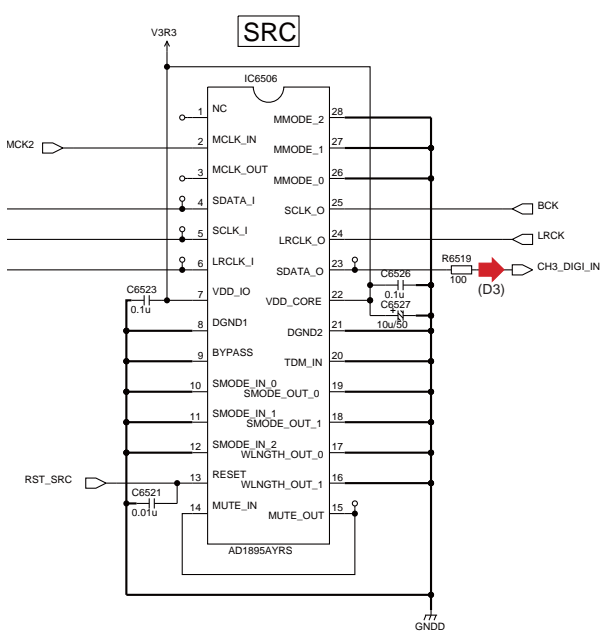 V3R3
SRC
IC6506
1 NC MMODE_2 28
MCK2 2 MCLK_IN MMODE_1 27
3 MCLK_OUT MMODE_0 26
4 SDATA_I SCLK_O 25 BCK
5 SCLK_I LRCLK_O 24 LRCK
6 LRCLK_I SDATA_O 23 R6519 100 (D3) CH3_DIGI_IN
C6526
0.1u
C6523
0.1u
7 VDD_IO VDD_CORE 22
C6527
+
10u/50
8 DGND1 DGND2 21
9 BYPASS TDM_IN 20
10 SMODE_IN_0 SMODE_OUT_0 19
11 SMODE_IN_1 SMODE_OUT_1 18
12 SMODE_IN_2 WLNGTH_OUT_0 17
RST_SRC 13 RESET WLNGTH_OUT_1 16
C6521
0.01u
14 MUTE_IN MUTE_OUT 15
AD1895AYRS
GNDD